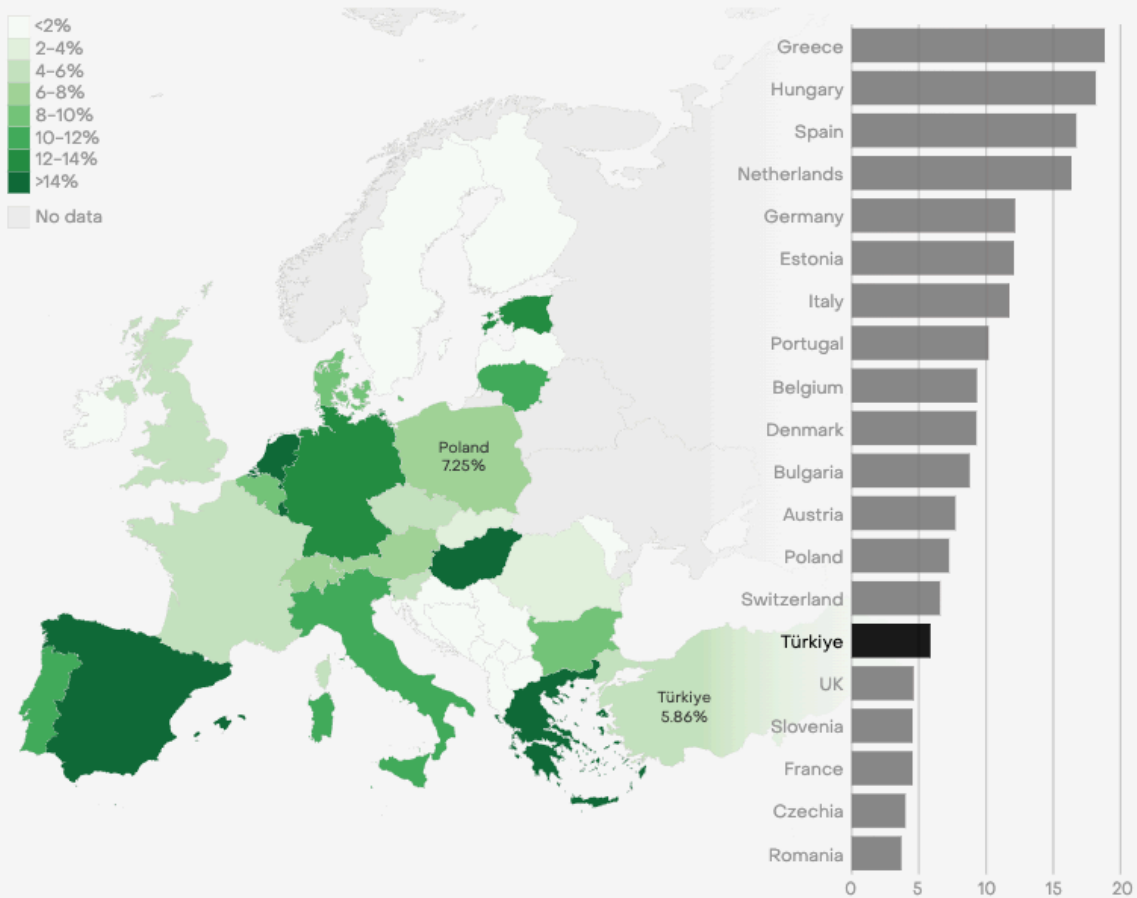 <2%
2–4%
4–6%
6–8%
8–10%
10–12%
12–14%
>14%
No data
Poland
7.25%
Türkiye
5.86%
Greece
Hungary
Spain
Netherlands
Germany
Estonia
Italy
Portugal
Belgium
Denmark
Bulgaria
Austria
Poland
Switzerland
Türkiye
UK
Slovenia
France
Czechia
Romania
0 5 10 15 20